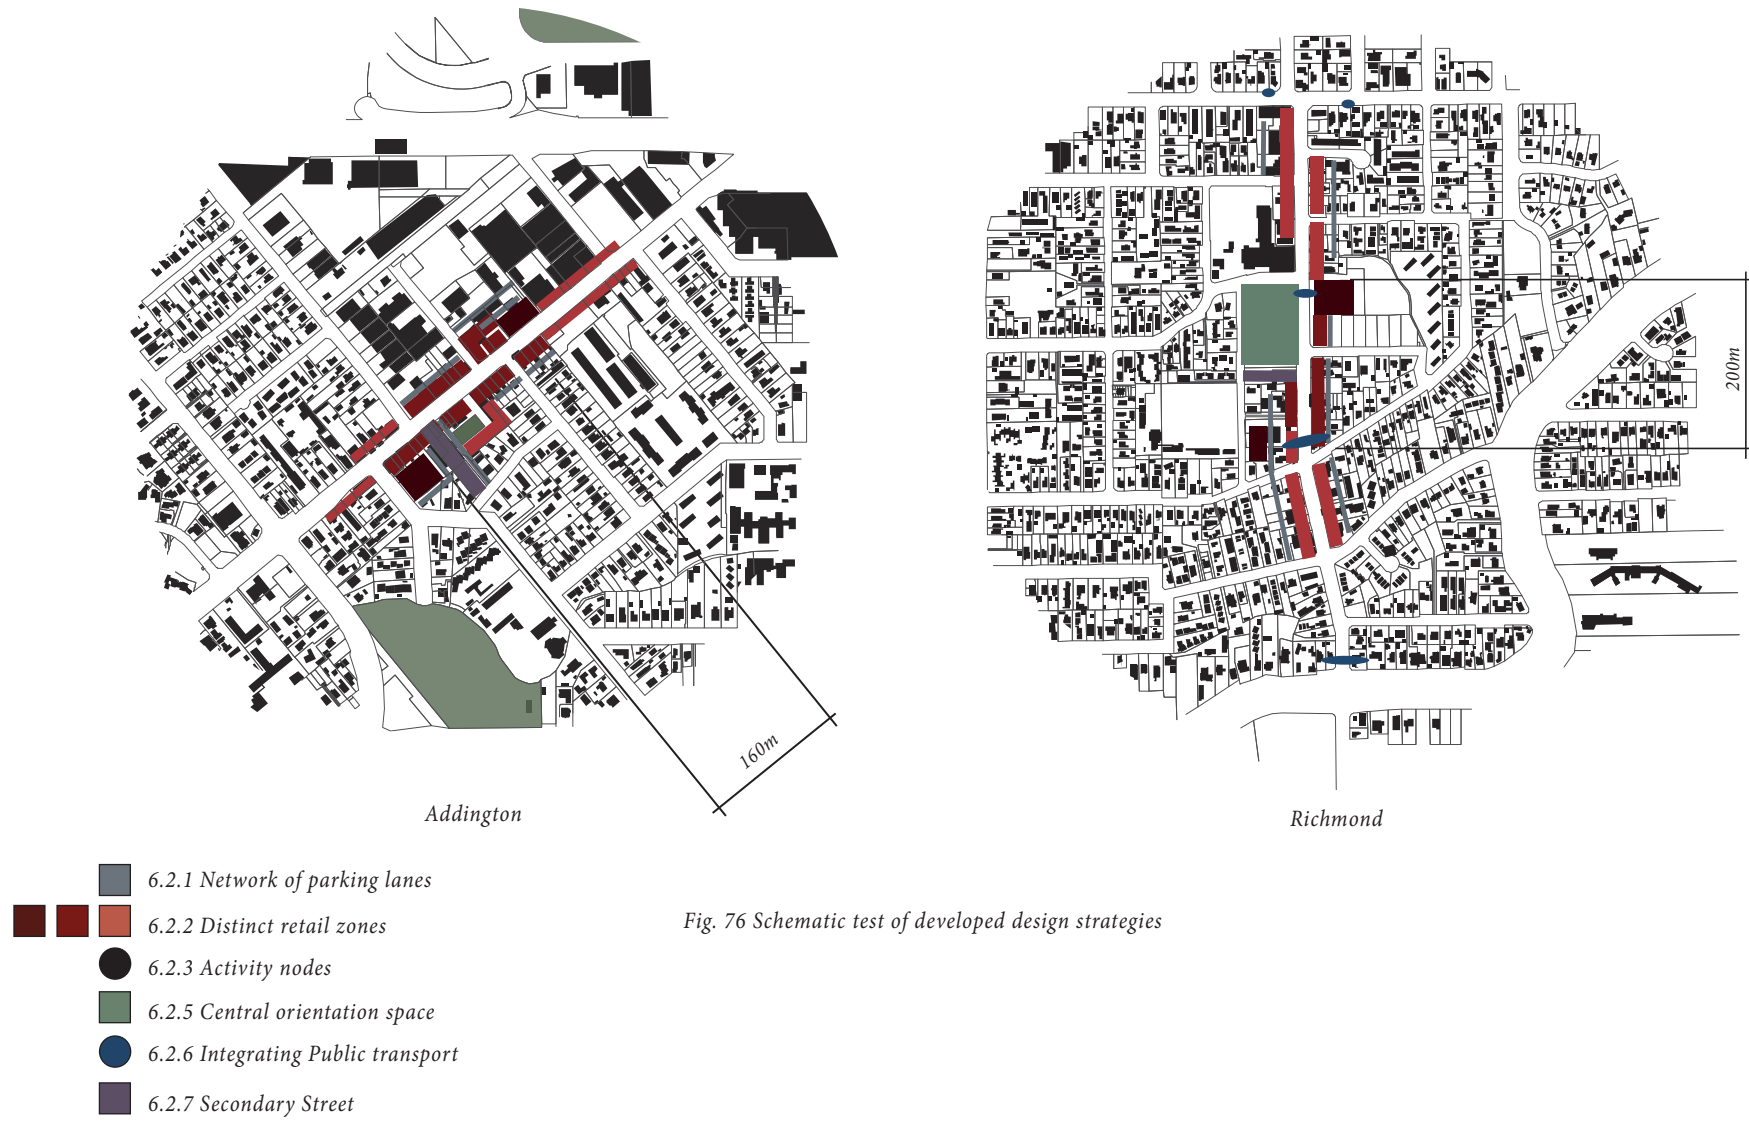 200m
160m
Addington
Richmond
6.2.1 Network of parking lanes
6.2.2 Distinct retail zones
Fig. 76 Schematic test of developed design strategies
6.2.3 Activity nodes
6.2.5 Central orientation space
6.2.6 Integrating Public transport
6.2.7 Secondary Street